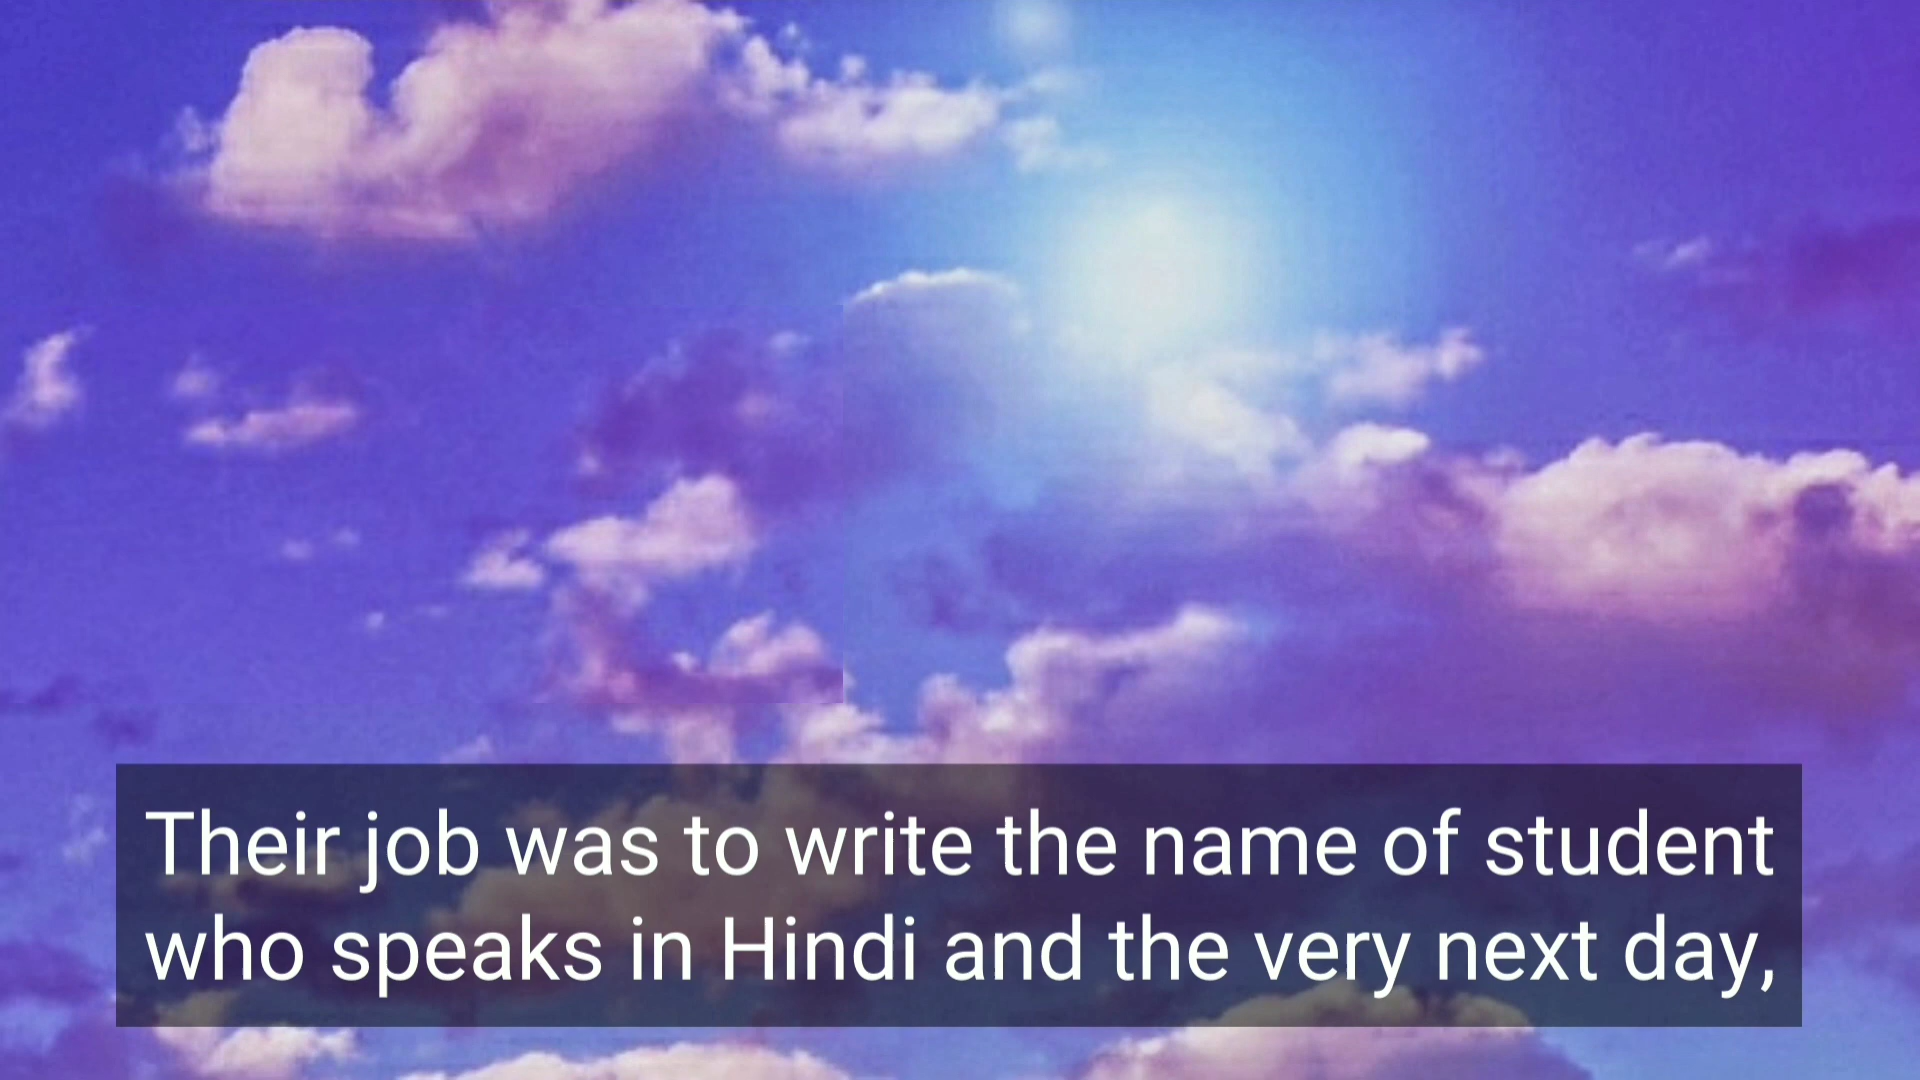 Their job was to write the name of student
who speaks in Hindi and the very next day,